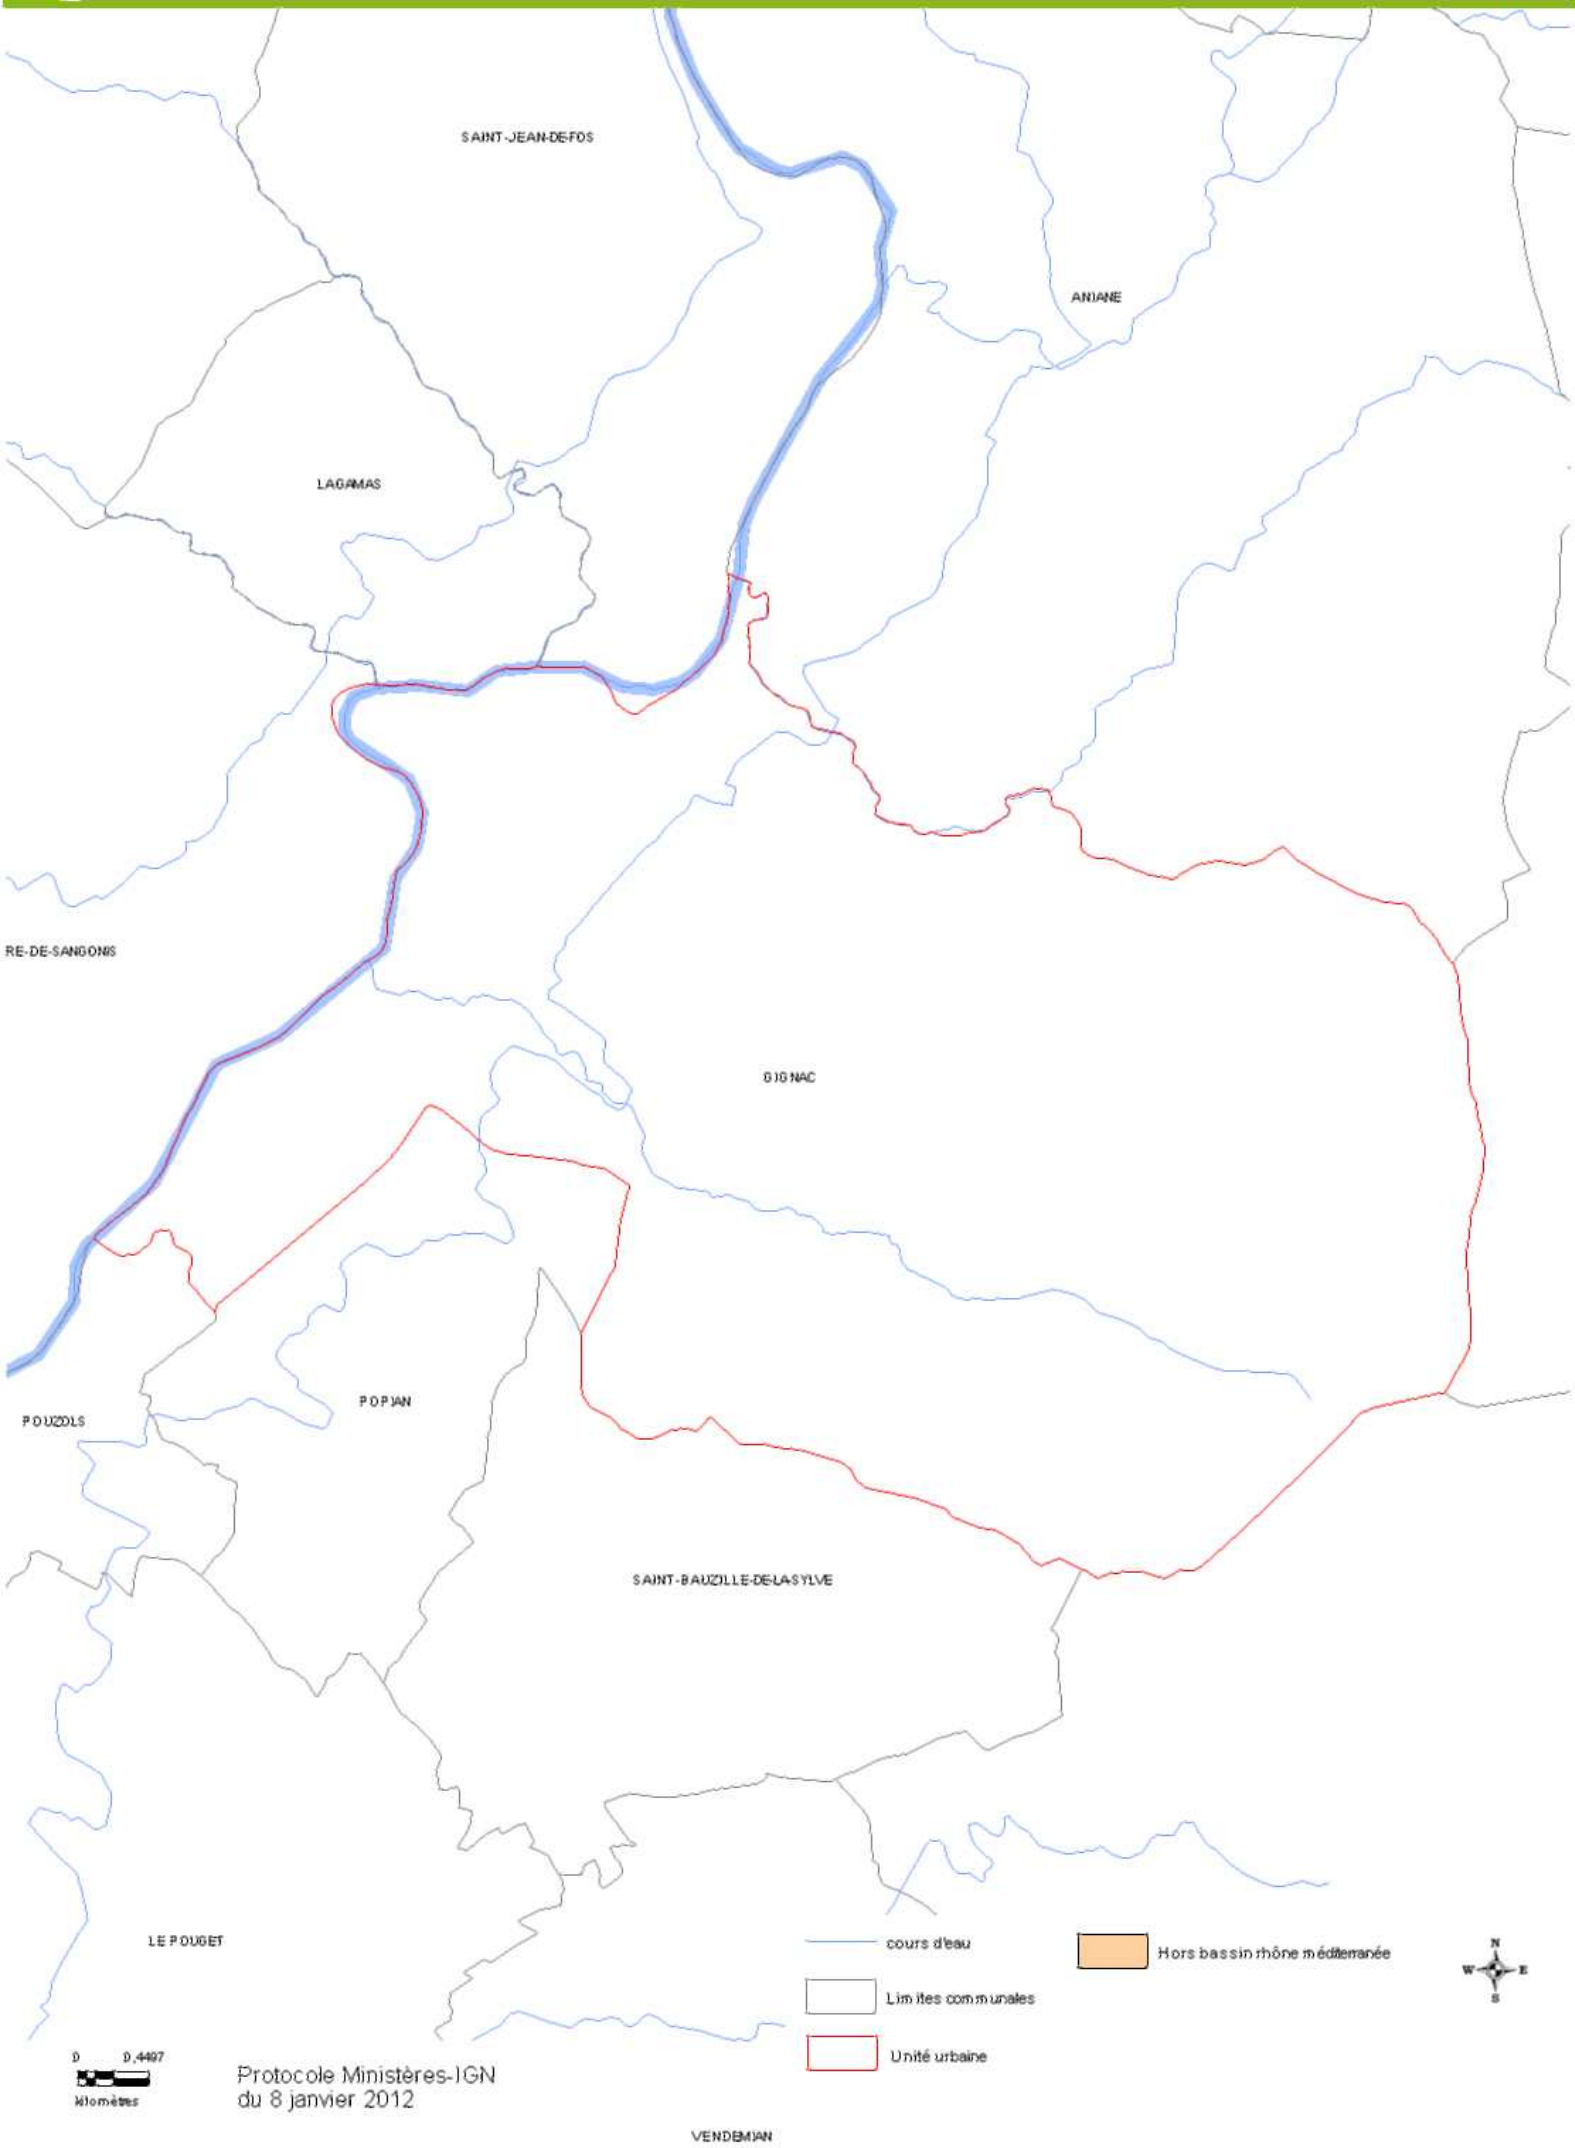 SAINT-JEAN-DE-FOS
ANIANE
LAGAMAS
RE-DE-SANGONIS
GIGNAC
POPIAN
POUZOLS
SAINT-BAUZILLE-DE-LA-SYLVE
LE POUGET
cours d'eau
Hors bassin rhône méditerranée
N
W E
S
Limites communales
Unité urbaine
0 0,4497
kilomètres
Protocole Ministères-IGN
du 8 janvier 2012
VENDEMIAN